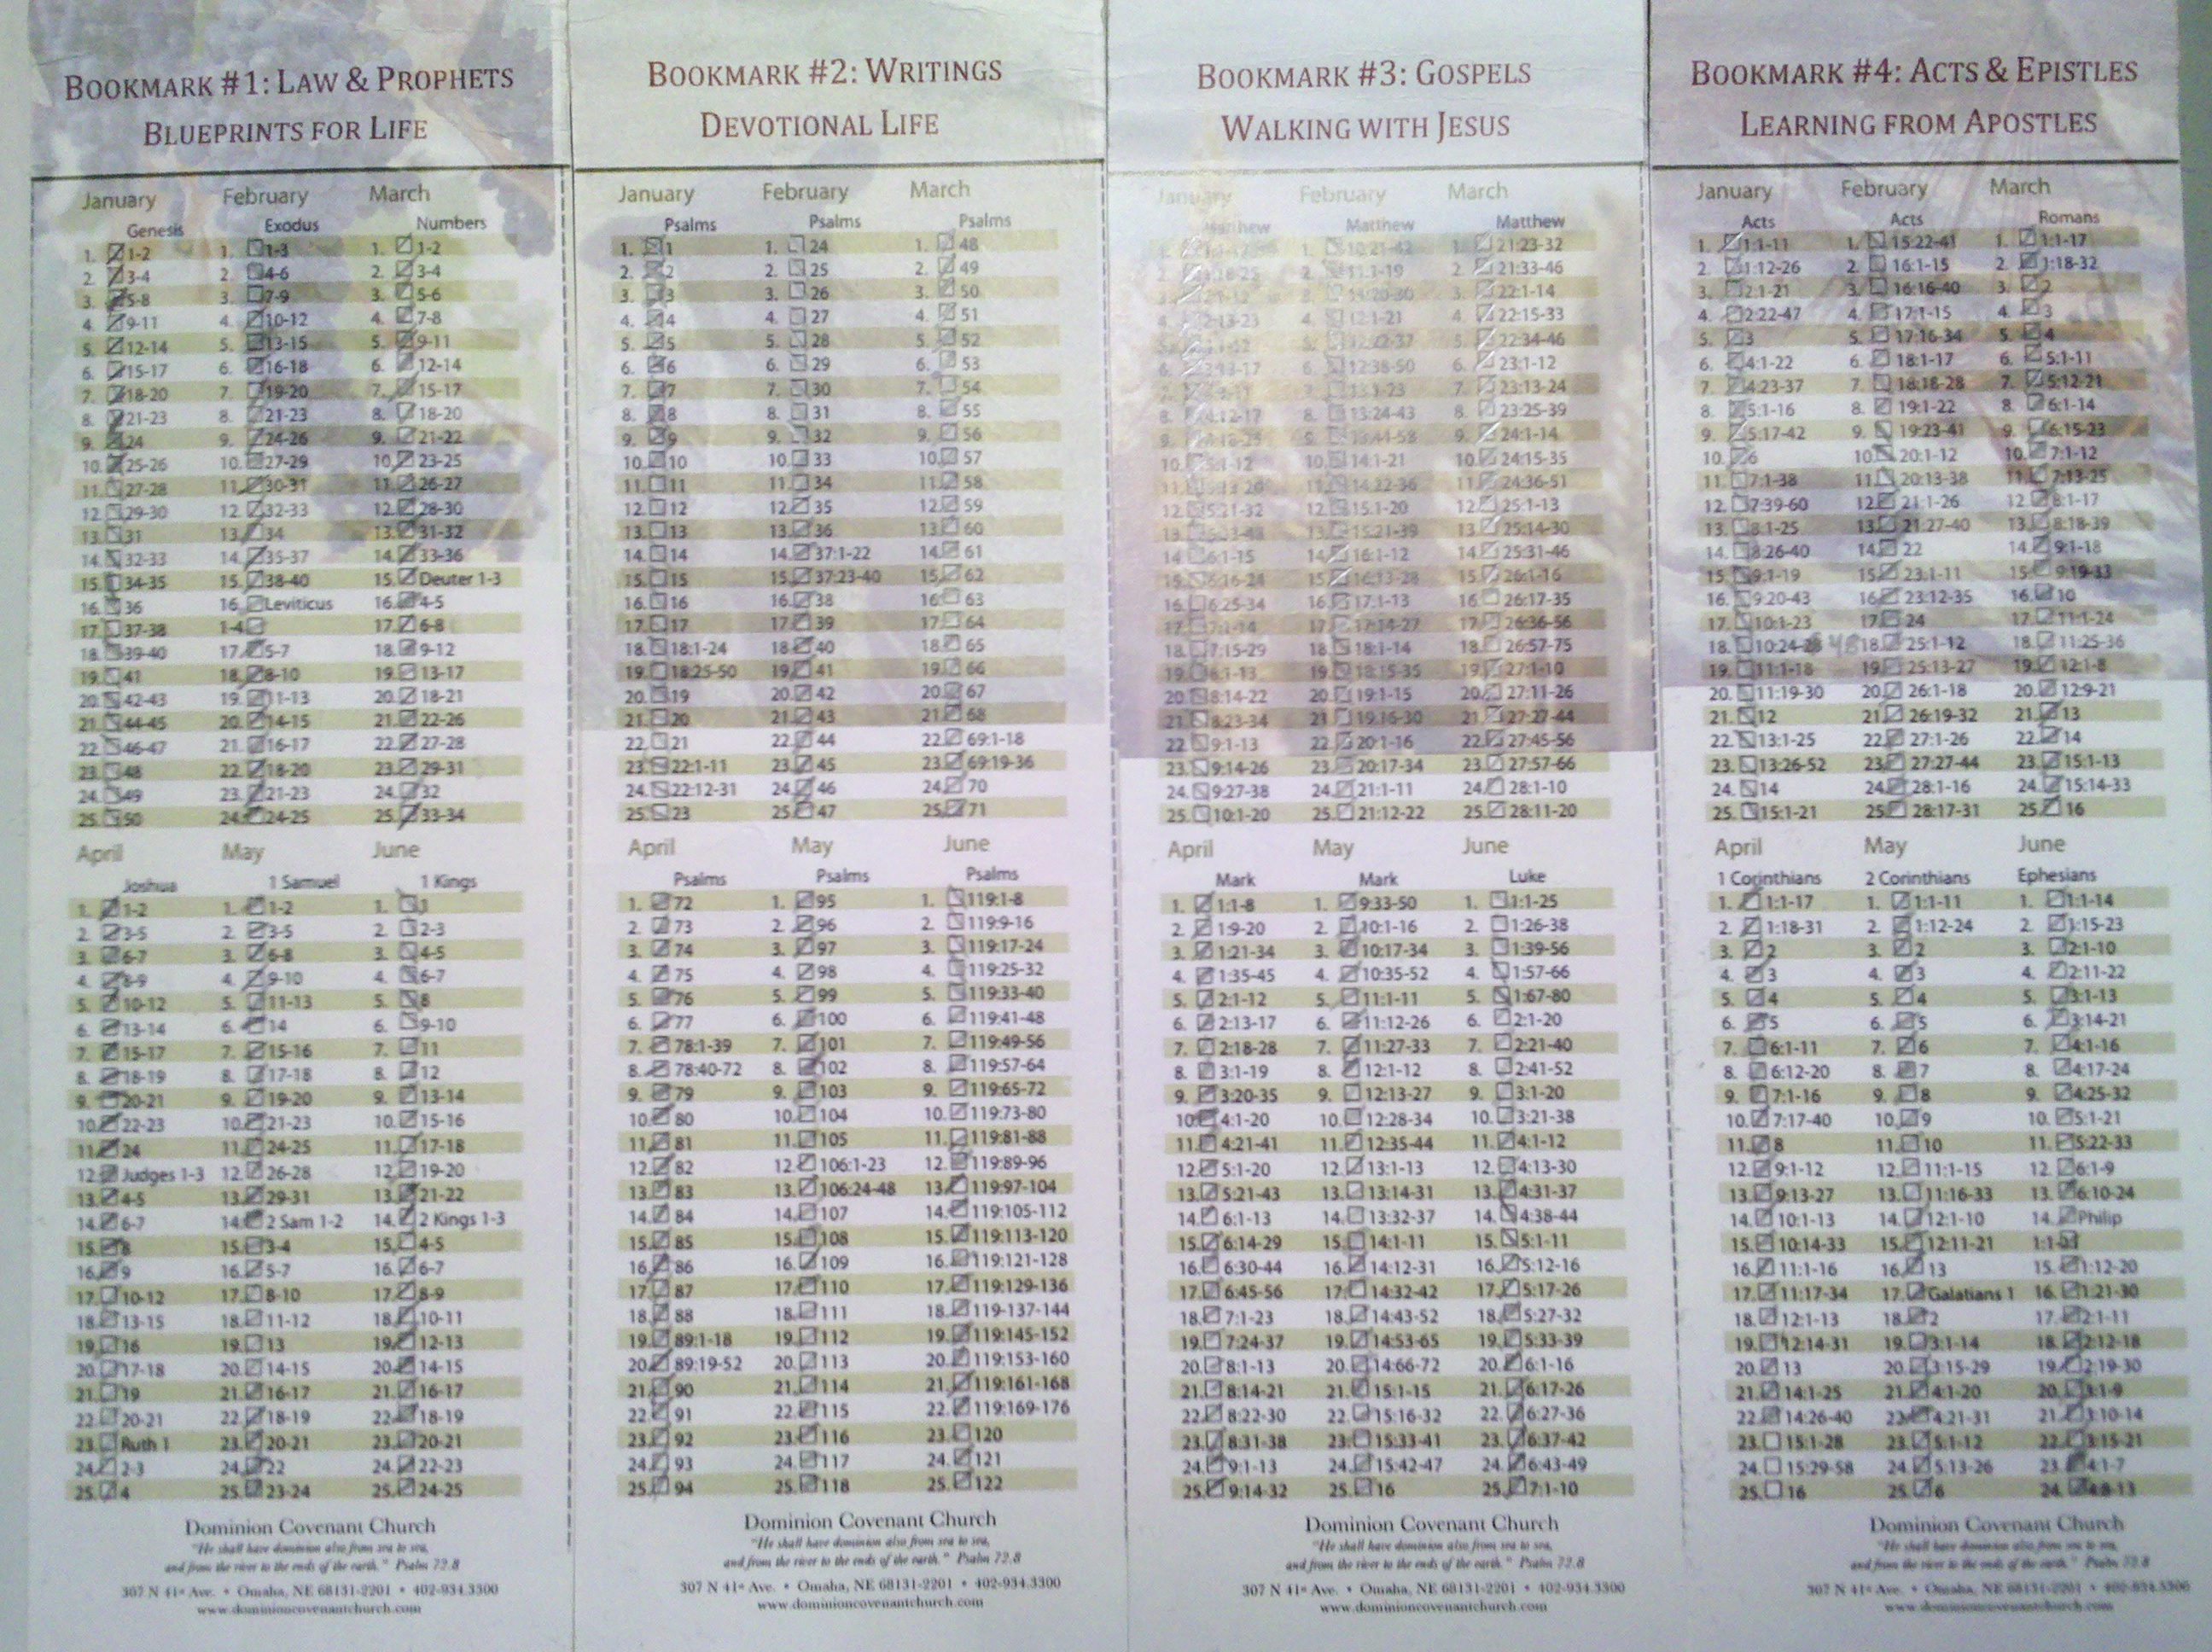 BOOKMARK #1: LAW & PROPHETS
BLUEPRINTS FOR LIFE
January February March
Genesis Exodus Numbers
1. 1-2 1. 1-3 1. 1-2
2. 3-4 2. 4-6 2. 3-4
3. 5-8 3. 7-9 3. 5-6
4. 9-11 4. 10-12 4. 7-8
5. 12-14 5. 13-15 5. 9-11
6. 15-17 6. 16-18 6. 12-14
7. 18-20 7. 19-20 7. 15-17
8. 21-23 8. 21-23 8. 18-20
9. 24 9. 24-26 9. 21-22
10. 25-26 10. 27-29 10. 23-25
11. 27-28 11. 30-31 11. 26-27
12. 29-30 12. 32-33 12. 28-30
13. 31 13. 34 13. 31-32
14. 32-33 14. 35-37 14. 33-36
15. 34-35 15. 38-40 15. Deuter 1-3
16. 36 16. Leviticus 16. 4-5
17. 37-38 1-4 17. 6-8
18. 39-40 17. 5-7 18. 9-12
19. 41 18. 8-10 19. 13-17
20. 42-43 19. 11-13 20. 18-21
21. 44-45 20. 14-15 21. 22-26
22. 46-47 21. 16-17 22. 27-28
23. 48 22. 18-20 23. 29-31
24. 49 23. 21-23 24. 32
25. 50 24. 24-25 25. 33-34
April May June
Joshua 1 Samuel 1 Kings
1. 1-2 1. 1-2 1. 1
2. 3-5 2. 3-5 2. 2-3
3. 6-7 3. 6-8 3. 4-5
4. 8-9 4. 9-10 4. 6-7
5. 10-12 5. 11-13 5. 8
6. 13-14 6. 14 6. 9-10
7. 15-17 7. 15-16 7. 11
8. 18-19 8. 17-18 8. 12
9. 20-21 9. 19-20 9. 13-14
10. 22-23 10. 21-23 10. 15-16
11. 24 11. 24-25 11. 17-18
12. Judges 1-3 12. 26-28 12. 19-20
13. 4-5 13. 29-31 13. 21-22
14. 6-7 14. 2 Sam 1-2 14. 2 Kings 1-3
15. 8 15. 3-4 15. 4-5
16. 9 16. 5-7 16. 6-7
17. 10-12 17. 8-10 17. 8-9
18. 13-15 18. 11-12 18. 10-11
19. 16 19. 13 19. 12-13
20. 17-18 20. 14-15 20. 14-15
21. 19 21. 16-17 21. 16-17
22. 20-21 22. 18-19 22. 18-19
23. Ruth 1 23. 20-21 23. 20-21
24. 2-3 24. 22 24. 22-23
25. 4 25. 23-24 25. 24-25
Dominion Covenant Church
"He shall have dominion also from sea to sea,
and from the river to the ends of the earth." Psalm 72.8
307 N 41st Ave. • Omaha, NE 68131-2201 • 402-934.3300
www.dominioncovenantchurch.com
BOOKMARK #2: WRITINGS
DEVOTIONAL LIFE
January February March
Psalms Psalms Psalms
1. 1 1. 24 1. 48
2. 2 2. 25 2. 49
3. 3 3. 26 3. 50
4. 4 4. 27 4. 51
5. 5 5. 28 5. 52
6. 6 6. 29 6. 53
7. 7 7. 30 7. 54
8. 8 8. 31 8. 55
9. 9 9. 32 9. 56
10. 10 10. 33 10. 57
11. 11 11. 34 11. 58
12. 12 12. 35 12. 59
13. 13 13. 36 13. 60
14. 14 14. 37:1-22 14. 61
15. 15 15. 37:23-40 15. 62
16. 16 16. 38 16. 63
17. 17 17. 39 17. 64
18. 18:1-24 18. 40 18. 65
19. 18:25-50 19. 41 19. 66
20. 19 20. 42 20. 67
21. 20 21. 43 21. 68
22. 21 22. 44 22. 69:1-18
23. 22:1-11 23. 45 23. 69:19-36
24. 22:12-31 24. 46 24. 70
25. 23 25. 47 25. 71
April May June
Psalms Psalms Psalms
1. 72 1. 95 1. 119:1-8
2. 73 2. 96 2. 119:9-16
3. 74 3. 97 3. 119:17-24
4. 75 4. 98 4. 119:25-32
5. 76 5. 99 5. 119:33-40
6. 77 6. 100 6. 119:41-48
7. 78:1-39 7. 101 7. 119:49-56
8. 78:40-72 8. 102 8. 119:57-64
9. 79 9. 103 9. 119:65-72
10. 80 10. 104 10. 119:73-80
11. 81 11. 105 11. 119:81-88
12. 82 12. 106:1-23 12. 119:89-96
13. 83 13. 106:24-48 13. 119:97-104
14. 84 14. 107 14. 119:105-112
15. 85 15. 108 15. 119:113-120
16. 86 16. 109 16. 119:121-128
17. 87 17. 110 17. 119:129-136
18. 88 18. 111 18. 119-137-144
19. 89:1-18 19. 112 19. 119:145-152
20. 89:19-52 20. 113 20. 119:153-160
21. 90 21. 114 21. 119:161-168
22. 91 22. 115 22. 119:169-176
23. 92 23. 116 23. 120
24. 93 24. 117 24. 121
25. 94 25. 118 25. 122
Dominion Covenant Church
"He shall have dominion also from sea to sea,
and from the river to the ends of the earth." Psalm 72.8
307 N 41st Ave. • Omaha, NE 68131-2201 • 402-934.3300
www.dominioncovenantchurch.com
BOOKMARK #3: GOSPELS
WALKING WITH JESUS
January February March
Matthew Matthew Matthew
1. 1:1-17 1. 10:21-42 1. 21:23-32
2. 1:18-25 2. 11:1-19 2. 21:33-46
3. 2:1-12 3. 11:20-30 3. 22:1-14
4. 2:13-23 4. 12:1-21 4. 22:15-33
5. 5. 12:22-37 5. 22:34-46
6. 3:13-17 6. 12:38-50 6. 23:1-12
7. 7. 13:1-23 7. 23:13-24
8. 4:12-17 8. 13:24-43 8. 23:25-39
9. 4:18-25 9. 13:44-58 9. 24:1-14
10. 5:1-12 10. 14:1-21 10. 24:15-35
11. 5:13-20 11. 14:22-36 11. 24:36-51
12. 5:21-32 12. 15:1-20 12. 25:1-13
13. 5:33-48 13. 15:21-39 13. 25:14-30
14. 6:1-15 14. 16:1-12 14. 25:31-46
15. 6:16-24 15. 16:13-28 15. 26:1-16
16. 6:25-34 16. 17:1-13 16. 26:17-35
17. 7:1-14 17. 17:14-27 17. 26:36-56
18. 7:15-29 18. 18:1-14 18. 26:57-75
19. 8:1-13 19. 18:15-35 19. 27:1-10
20. 8:14-22 20. 19:1-15 20. 27:11-26
21. 8:23-34 21. 19:16-30 21. 27:27-44
22. 9:1-13 22. 20:1-16 22. 27:45-56
23. 9:14-26 23. 20:17-34 23. 27:57-66
24. 9:27-38 24. 21:1-11 24. 28:1-10
25. 10:1-20 25. 21:12-22 25. 28:11-20
April May June
Mark Mark Luke
1. 1:1-8 1. 9:33-50 1. 1:1-25
2. 1:9-20 2. 10:1-16 2. 1:26-38
3. 1:21-34 3. 10:17-34 3. 1:39-56
4. 1:35-45 4. 10:35-52 4. 1:57-66
5. 2:1-12 5. 11:1-11 5. 1:67-80
6. 2:13-17 6. 11:12-26 6. 2:1-20
7. 2:18-28 7. 11:27-33 7. 2:21-40
8. 3:1-19 8. 12:1-12 8. 2:41-52
9. 3:20-35 9. 12:13-27 9. 3:1-20
10. 4:1-20 10. 12:28-34 10. 3:21-38
11. 4:21-41 11. 12:35-44 11. 4:1-12
12. 5:1-20 12. 13:1-13 12. 4:13-30
13. 5:21-43 13. 13:14-31 13. 4:31-37
14. 6:1-13 14. 13:32-37 14. 4:38-44
15. 6:14-29 15. 14:1-11 15. 5:1-11
16. 6:30-44 16. 14:12-31 16. 5:12-16
17. 6:45-56 17. 14:32-42 17. 5:17-26
18. 7:1-23 18. 14:43-52 18. 5:27-32
19. 7:24-37 19. 14:53-65 19. 5:33-39
20. 8:1-13 20. 14:66-72 20. 6:1-16
21. 8:14-21 21. 15:1-15 21. 6:17-26
22. 8:22-30 22. 15:16-32 22. 6:27-36
23. 8:31-38 23. 15:33-41 23. 6:37-42
24. 9:1-13 24. 15:42-47 24. 6:43-49
25. 9:14-32 25. 16 25. 7:1-10
Dominion Covenant Church
"He shall have dominion also from sea to sea,
and from the river to the ends of the earth." Psalm 72.8
307 N 41st Ave. • Omaha, NE 68131-2201 • 402-934.3300
www.dominioncovenantchurch.com
BOOKMARK #4: ACTS & EPISTLES
LEARNING FROM APOSTLES
January February March
Acts Acts Romans
1. 1:1-11 1. 15:22-41 1. 1:1-17
2. 1:12-26 2. 16:1-15 2. 1:18-32
3. 2:1-21 3. 16:16-40 3. 2
4. 2:22-47 4. 17:1-15 4. 3
5. 3 5. 17:16-34 5. 4
6. 4:1-22 6. 18:1-17 6. 5:1-11
7. 4:23-37 7. 18:18-28 7. 5:12-21
8. 5:1-16 8. 19:1-22 8. 6:1-14
9. 5:17-42 9. 19:23-41 9. 6:15-23
10. 6 10. 20:1-12 10. 7:1-12
11. 7:1-38 11. 20:13-38 11. 7:13-25
12. 7:39-60 12. 21:1-26 12. 8:1-17
13. 8:1-25 13. 21:27-40 13. 8:18-39
14. 8:26-40 14. 22 14. 9:1-18
15. 9:1-19 15. 23:1-11 15. 9:19-33
16. 9:20-43 16. 23:12-35 16. 10
17. 10:1-23 17. 24 17. 11:1-24
18. 10:24-28 48 18. 25:1-12 18. 11:25-36
19. 11:1-18 19. 25:13-27 19. 12:1-8
20. 11:19-30 20. 26:1-18 20. 12:9-21
21. 12 21. 26:19-32 21. 13
22. 13:1-25 22. 27:1-26 22. 14
23. 13:26-52 23. 27:27-44 23. 15:1-13
24. 14 24. 28:1-16 24. 15:14-33
25. 15:1-21 25. 28:17-31 25. 16
April May June
1 Corinthians 2 Corinthians Ephesians
1. 1:1-17 1. 1:1-11 1. 1:1-14
2. 1:18-31 2. 1:12-24 2. 1:15-23
3. 2 3. 2 3. 2:1-10
4. 3 4. 3 4. 2:11-22
5. 4 5. 4 5. 3:1-13
6. 5 6. 5 6. 3:14-21
7. 6:1-11 7. 6 7. 4:1-16
8. 6:12-20 8. 7 8. 4:17-24
9. 7:1-16 9. 8 9. 4:25-32
10. 7:17-40 10. 9 10. 5:1-21
11. 8 11. 10 11. 5:22-33
12. 9:1-12 12. 11:1-15 12. 6:1-9
13. 9:13-27 13. 11:16-33 13. 6:10-24
14. 10:1-13 14. 12:1-10 14. Philip
15. 10:14-33 15. 12:11-21
16. 11:1-16 16. 13 15. 1:12-20
17. 11:17-34 17. Galatians 1 16. 1:21-30
18. 12:1-13 18. 2 17. 2:1-11
19. 12:14-31 19. 3:1-14 18. 2:12-18
20. 13 20. 3:15-29 19. 2:19-30
21. 14:1-25 21. 4:1-20 20. 3:1-9
22. 14:26-40 22. 4:21-31 21. 3:10-14
23. 15:1-28 23. 5:1-12 22. 3:15-21
24. 15:29-58 24. 5:13-26 23. 4:1-7
25. 16 25. 6 24. 4:8-13
Dominion Covenant Church
"He shall have dominion also from sea to sea,
and from the river to the ends of the earth." Psalm 72.8
307 N 41st Ave. • Omaha, NE 68131-2201 • 402-934.3300
www.dominioncovenantchurch.com